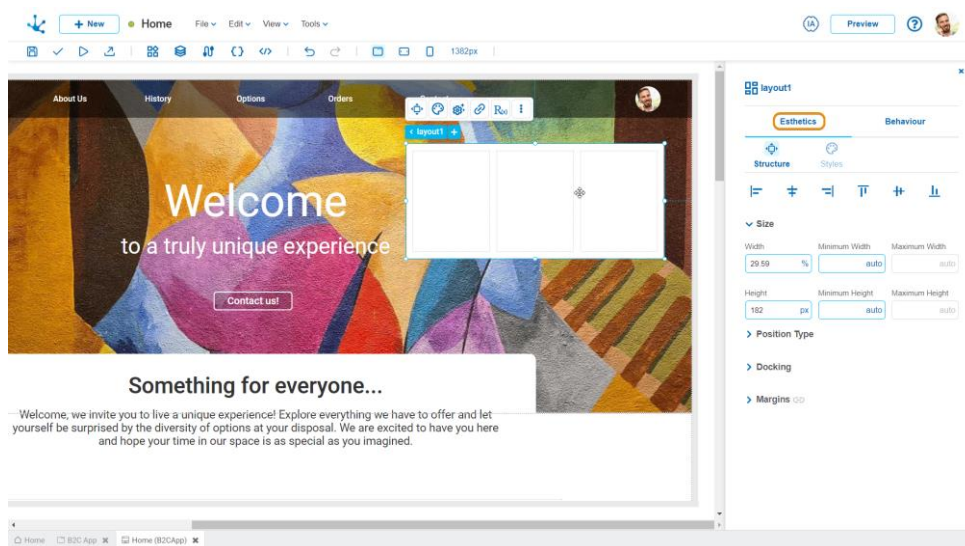 + New
Home
File
Edit
View
Tools
IA
Preview
?
1382px
About Us
History
Options
Orders
layout1 +
Welcome
to a truly unique experience
Contact us!
Something for everyone...
Welcome, we invite you to live a unique experience! Explore everything we have to offer and let
yourself be surprised by the diversity of options at your disposal. We are excited to have you here
and hope your time in our space is as special as you imagined.
layout1
Esthetics
Behaviour
Structure
Styles
Size
Width
Minimum Width
Maximum Width
29.59 %
auto
auto
Height
Minimum Height
Maximum Height
182 px
auto
auto
Position Type
Docking
Margins
Home
B2C App
Home (B2CApp)